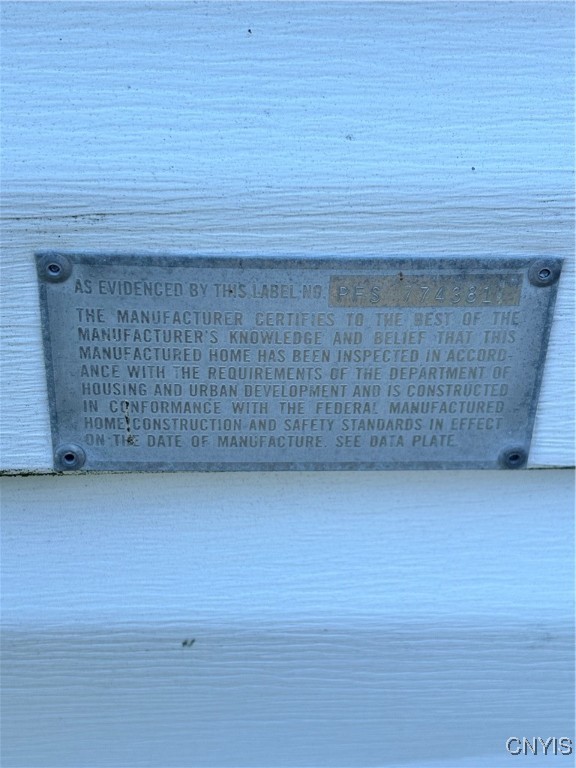 AS EVIDENCED BY THIS LABEL NO. PFS 743810
THE MANUFACTURER CERTIFIES TO THE BEST OF THE
MANUFACTURER'S KNOWLEDGE AND BELIEF THAT THIS
MANUFACTURED HOME HAS BEEN INSPECTED IN ACCORD-
ANCE WITH THE REQUIREMENTS OF THE DEPARTMENT OF
HOUSING AND URBAN DEVELOPMENT AND IS CONSTRUCTED
IN CONFORMANCE WITH THE FEDERAL MANUFACTURED
HOME CONSTRUCTION AND SAFETY STANDARDS IN EFFECT
ON THE DATE OF MANUFACTURE. SEE DATA PLATE.
CNYIS